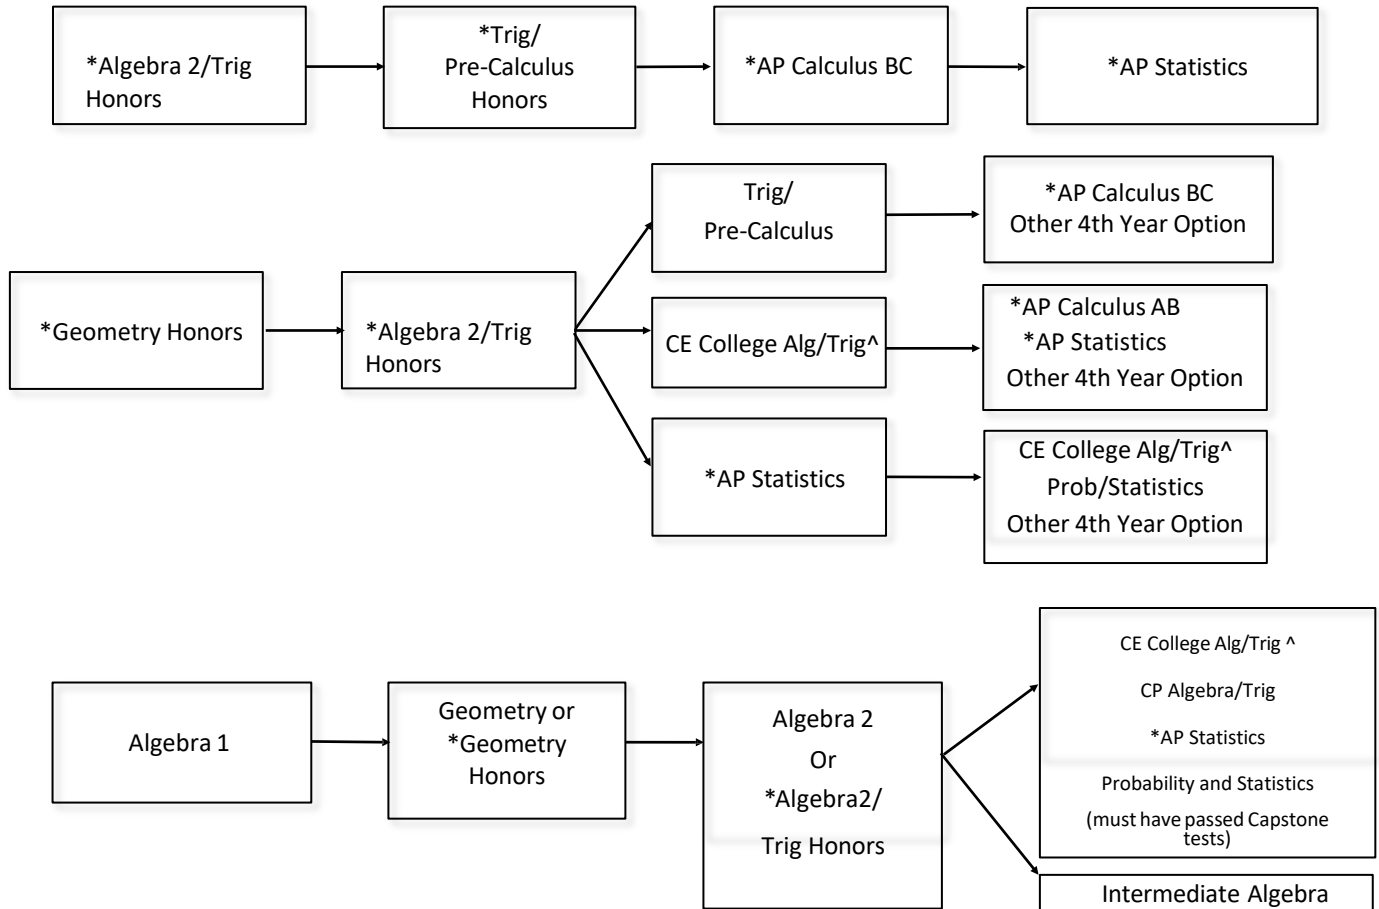 *Algebra 2/Trig
Honors
*Trig/
Pre-Calculus
Honors
*AP Calculus BC
*AP Statistics
*Geometry Honors
*Algebra 2/Trig
Honors
Trig/
Pre-Calculus
*AP Calculus BC
Other 4th Year Option
CE College Alg/Trig^
*AP Calculus AB
*AP Statistics
Other 4th Year Option
*AP Statistics
CE College Alg/Trig^
Prob/Statistics
Other 4th Year Option
Algebra 1
Geometry or
*Geometry
Honors
Algebra 2
Or
*Algebra2/
Trig Honors
CE College Alg/Trig ^
CP Algebra/Trig
*AP Statistics
Probability and Statistics
(must have passed Capstone
tests)
Intermediate Algebra